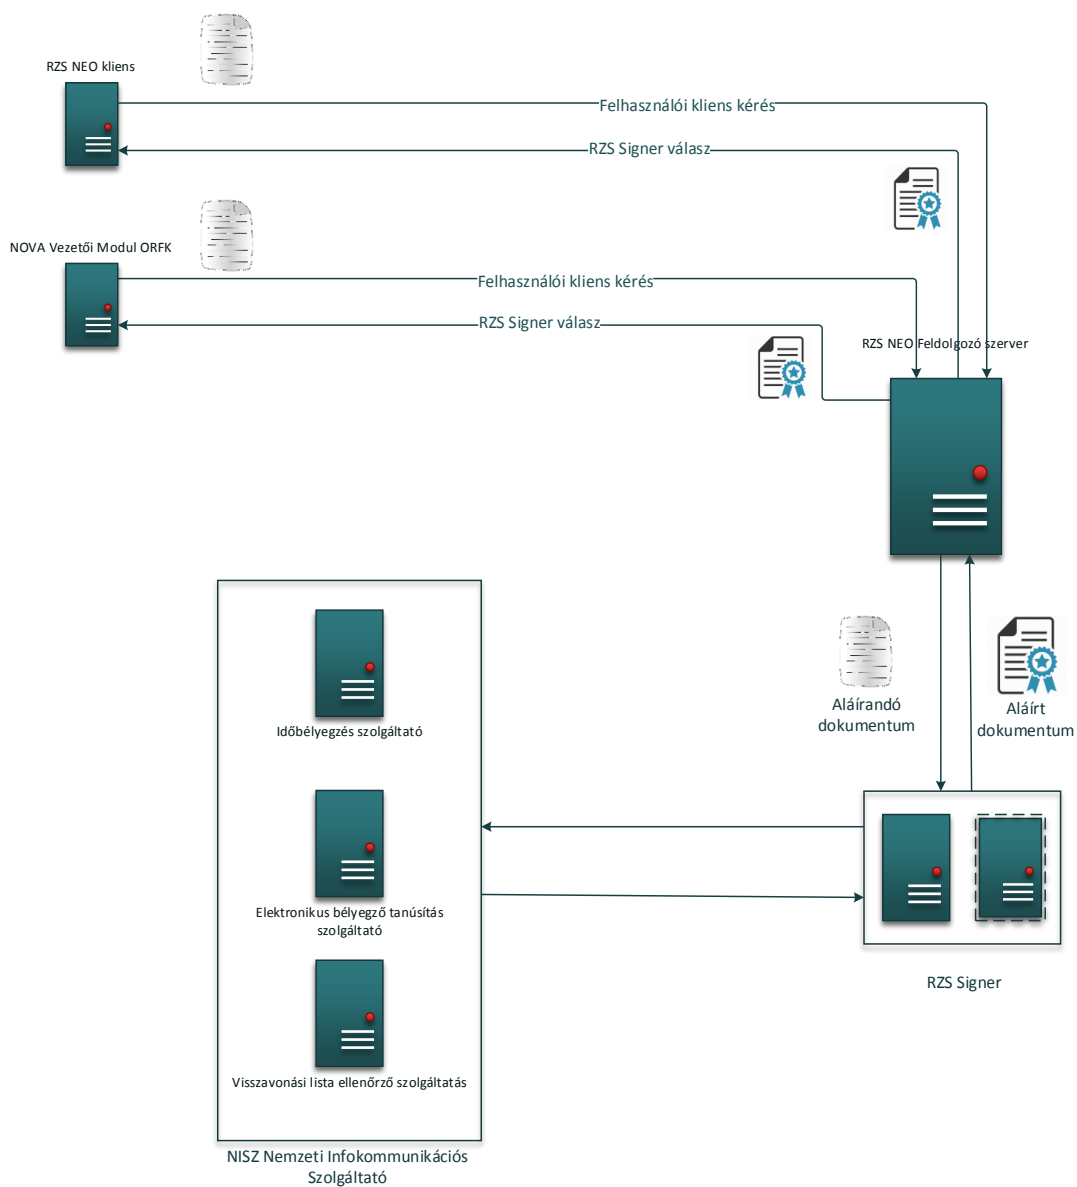 RZS NEO kliens
Felhasználói kliens kérés
RZS Signer válasz
NOVA Vezetői Modul ORFK
Felhasználói kliens kérés
RZS Signer válasz
RZS NEO Feldolgozó szerver
Aláírandó
dokumentum
Aláírt
dokumentum
Időbélyegzés szolgáltató
Elektronikus bélyegző tanúsítás
szolgáltató
RZS Signer
Visszavonási lista ellenőrző szolgáltatás
NISZ Nemzeti Infokommunikációs
Szolgáltató